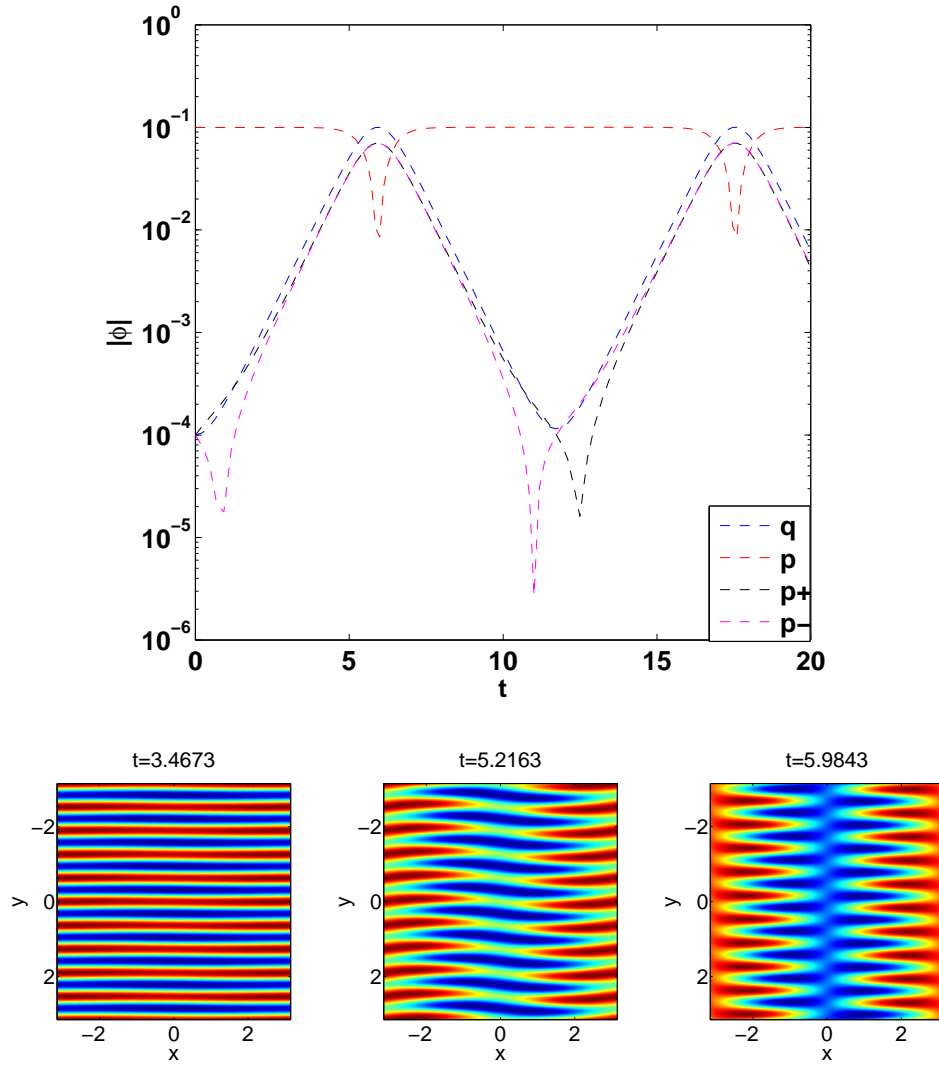 10⁰
10⁻¹
10⁻²
10⁻³
10⁻⁴
10⁻⁵
10⁻⁶
|ϕ|
0 5 10 15 20
t
q
p
p+
p−
t=3.4673 t=5.2163 t=5.9843
−2 −2 −2
0 0 0
2 2 2
y y y
−2 0 2 −2 0 2 −2 0 2
x x x